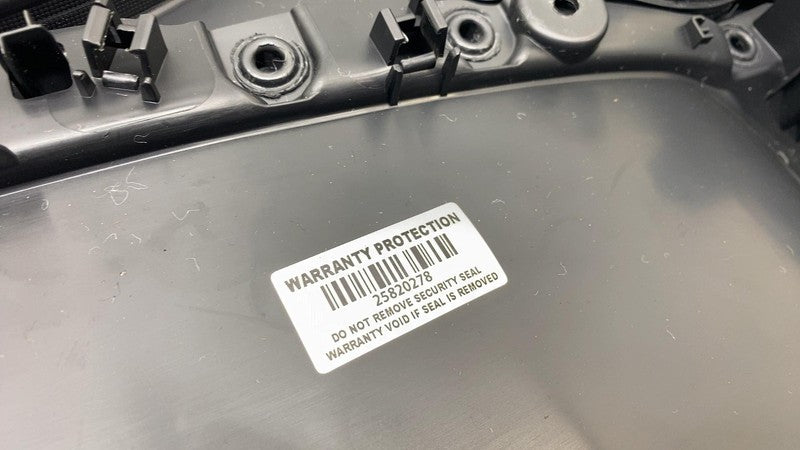 WARRANTY PROTECTION
25820278
DO NOT REMOVE SECURITY SEAL
WARRANTY VOID IF SEAL IS REMOVED